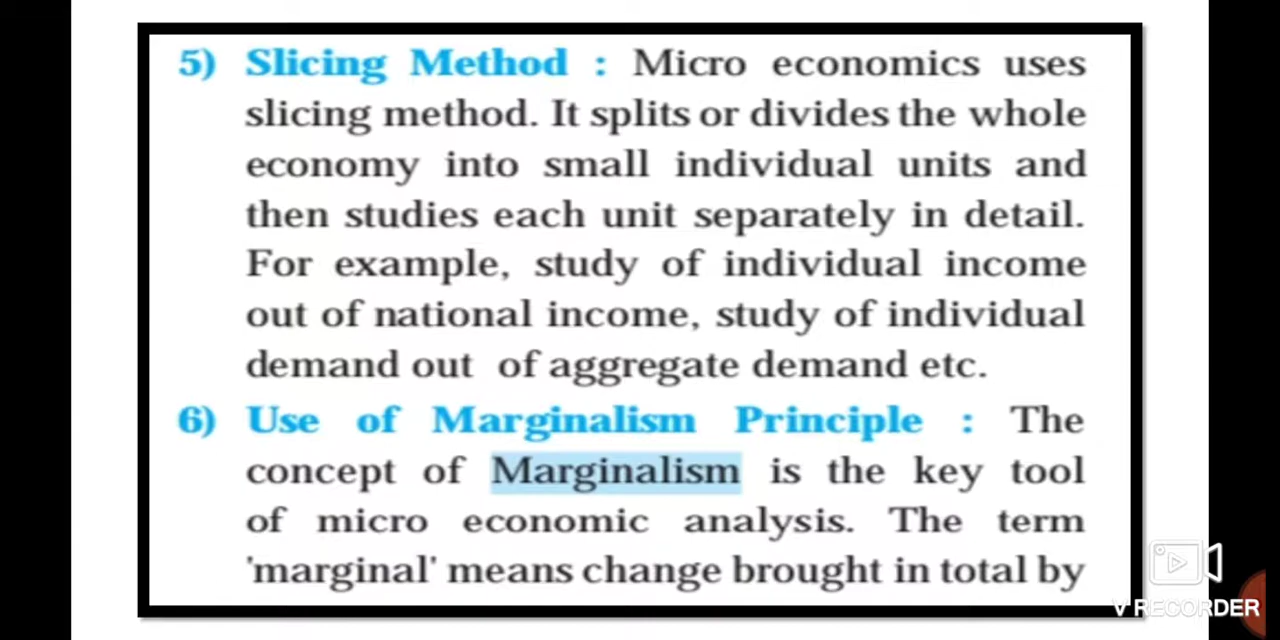 5) Slicing Method : Micro economics uses
slicing method. It splits or divides the whole
economy into small individual units and
then studies each unit separately in detail.
For example, study of individual income
out of national income, study of individual
demand out of aggregate demand etc.
6) Use of Marginalism Principle : The
concept of Marginalism is the key tool
of micro economic analysis. The term
'marginal' means change brought in total by
V RECORDER